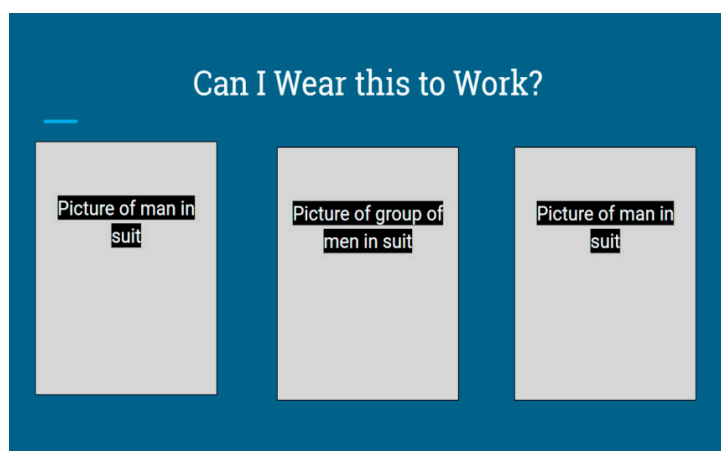 Can I Wear this to Work?
Picture of man in
suit
Picture of group of
men in suit
Picture of man in
suit